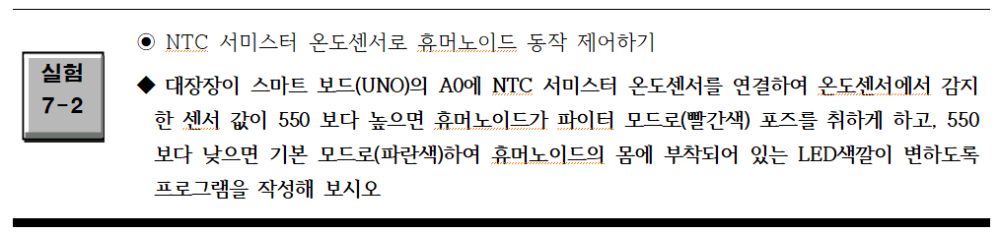 실험
7-2
◉ NTC 서미스터 온도센서로 휴머노이드 동작 제어하기
◆ 대장장이 스마트 보드(UNO)의 A0에 NTC 서미스터 온도센서를 연결하여 온도센서에서 감지
한 센서 값이 550 보다 높으면 휴머노이드가 파이터 모드로(빨간색) 포즈를 취하게 하고, 550
보다 낮으면 기본 모드로(파란색)하여 휴머노이드의 몸에 부착되어 있는 LED색깔이 변하도록
프로그램을 작성해 보시오